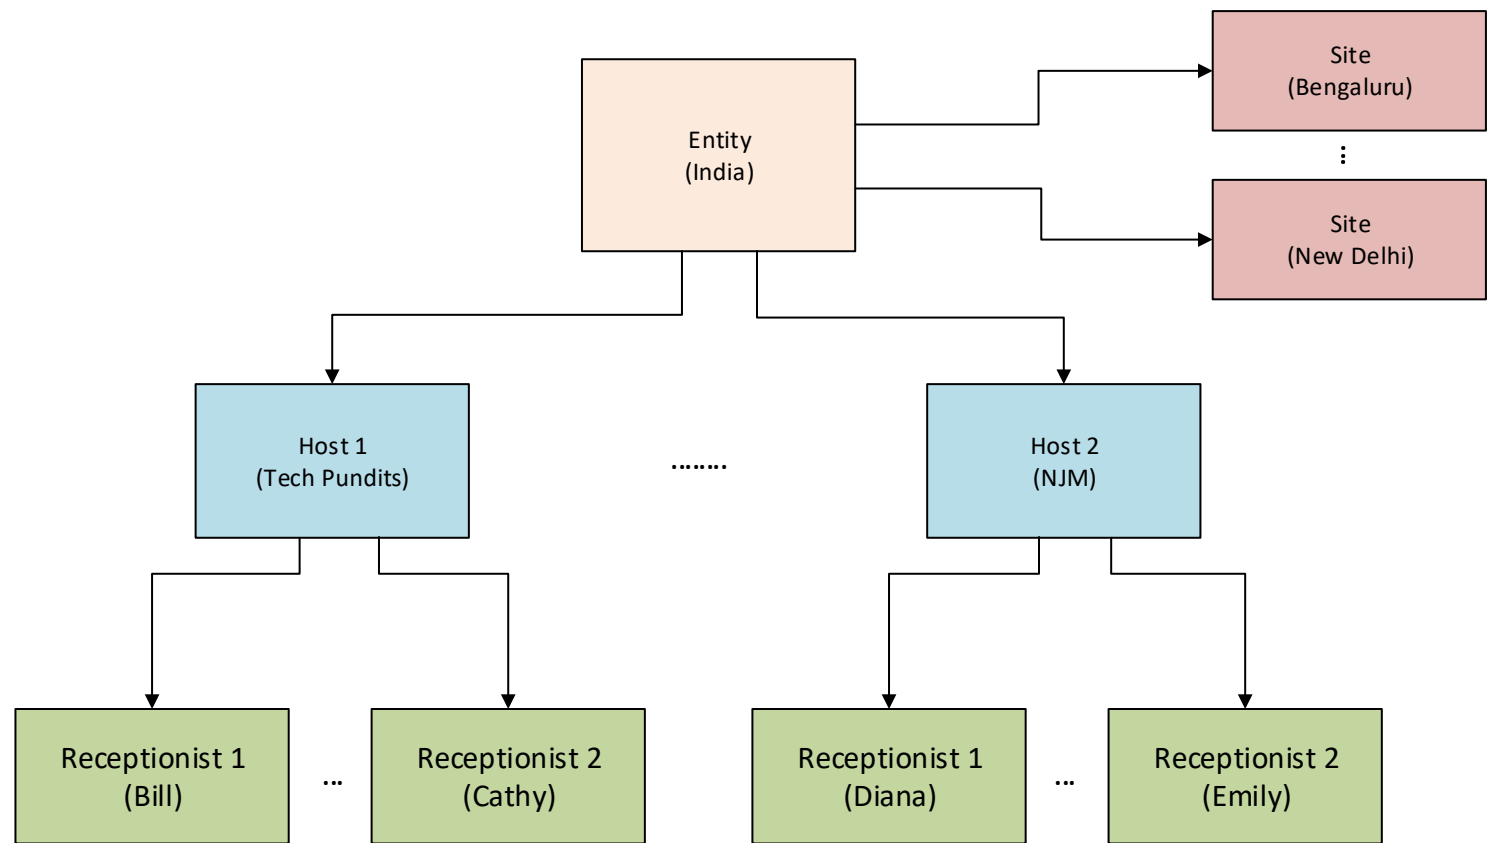 Site
(Bengaluru)
Entity
(India)
...
Site
(New Delhi)
Host 1
(Tech Pundits)
........
Host 2
(NJM)
Receptionist 1
(Bill)
...
Receptionist 2
(Cathy)
Receptionist 1
(Diana)
...
Receptionist 2
(Emily)